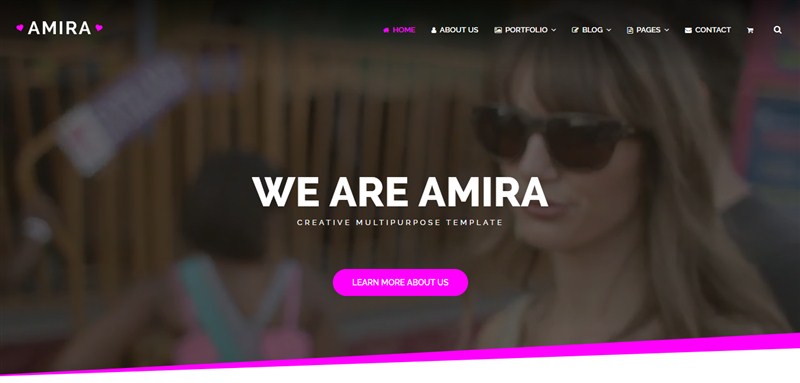 AMIRA
HOME ABOUT US PORTFOLIO BLOG PAGES CONTACT
WE ARE AMIRA
CREATIVE MULTIPURPOSE TEMPLATE
LEARN MORE ABOUT US